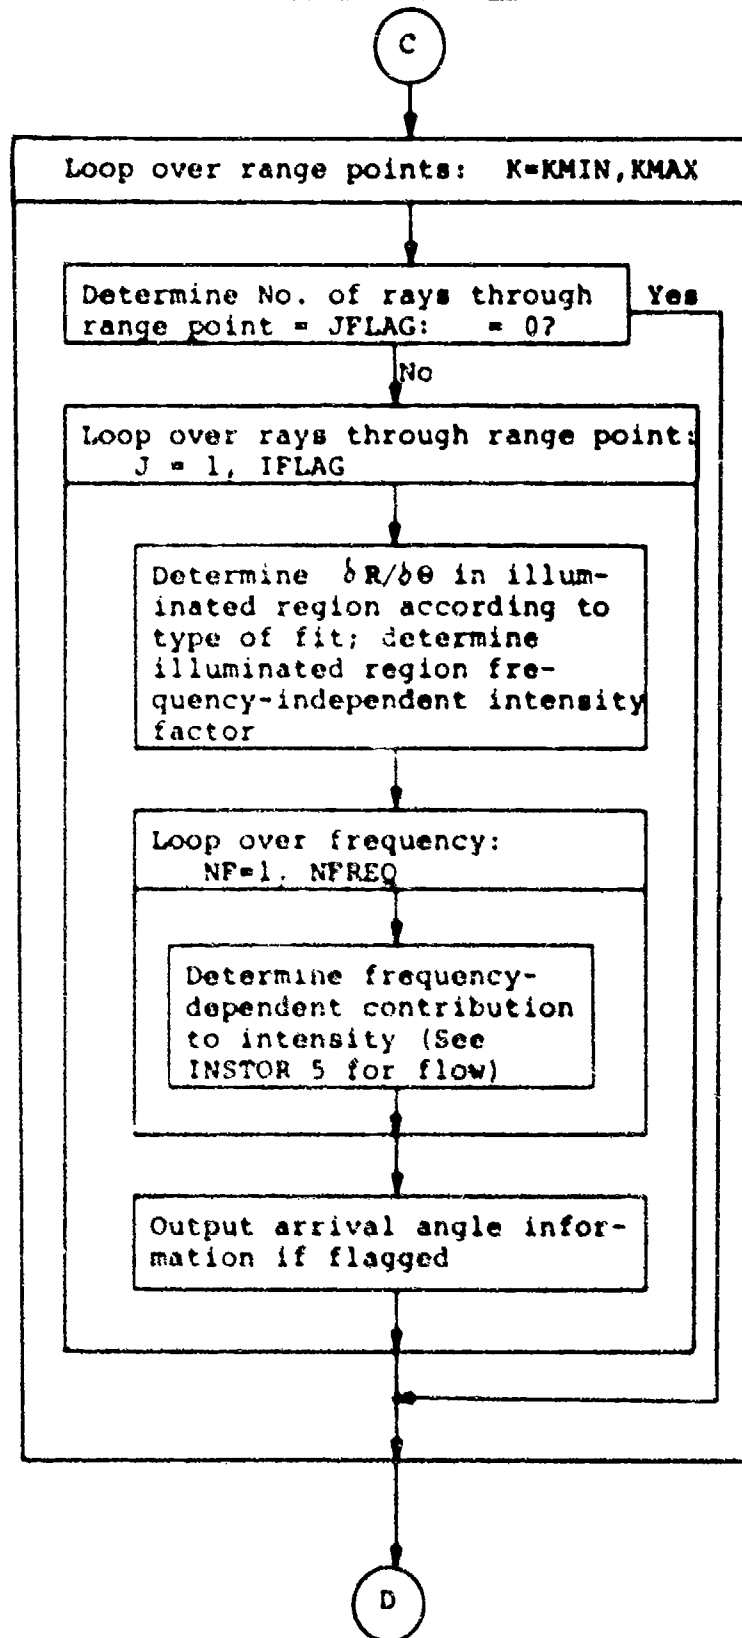 C
Loop over range points: K=KMIN,KMAX
Determine No. of rays through
range point = JFLAG: = 0?
Yes
No
Loop over rays through range point:
J = 1, IFLAG
Determine δR/δθ in illum-
inated region according to
type of fit; determine
illuminated region fre-
quency-independent intensity
factor
Loop over frequency:
NF=1. NFREQ
Determine frequency-
dependent contribution
to intensity (See
INSTOR 5 for flow)
Output arrival angle infor-
mation if flagged
D